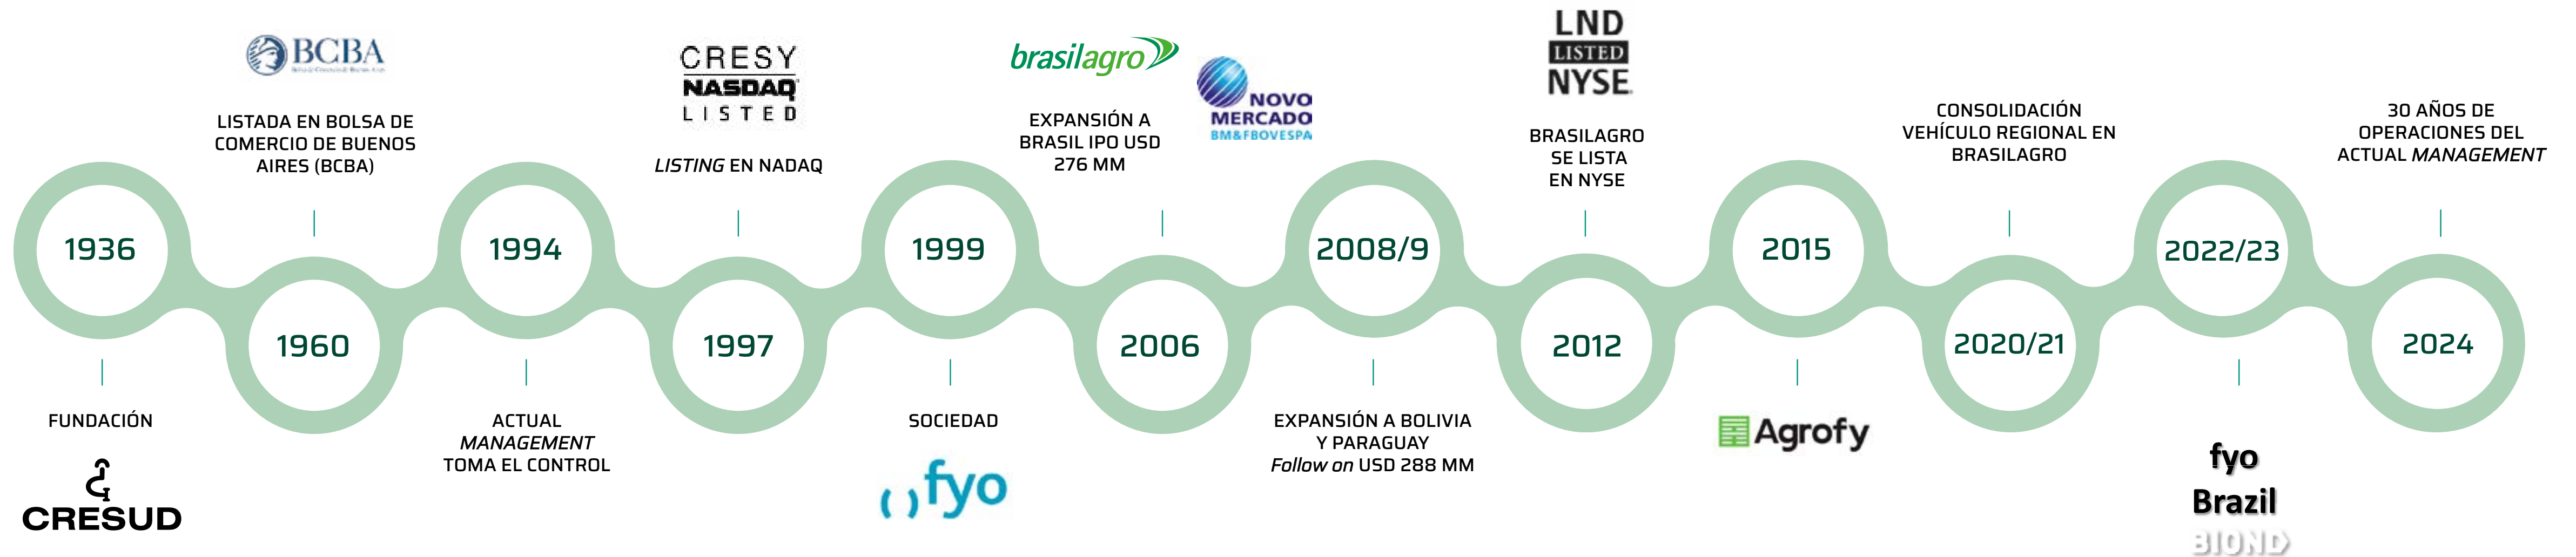 1936
FUNDACIÓN
CRESUD
BCBA
LISTADA EN BOLSA DE
COMERCIO DE BUENOS
AIRES (BCBA)
1960
1994
ACTUAL
MANAGEMENT
TOMA EL CONTROL
CRESY
NASDAQ
LISTED
LISTING EN NADAQ
1997
1999
SOCIEDAD
fyo
brasilagro
EXPANSIÓN A
BRASIL IPO USD
276 MM
2006
NOVO
MERCADO
BM&FBOVESPA
2008/9
EXPANSIÓN A BOLIVIA
Y PARAGUAY
Follow on USD 288 MM
LND
LISTED
NYSE
BRASILAGRO
SE LISTA
EN NYSE
2012
2015
Agrofy
CONSOLIDACIÓN
VEHÍCULO REGIONAL EN
BRASILAGRO
2020/21
2022/23
fyo
Brazil
BIOND
30 AÑOS DE
OPERACIONES DEL
ACTUAL MANAGEMENT
2024